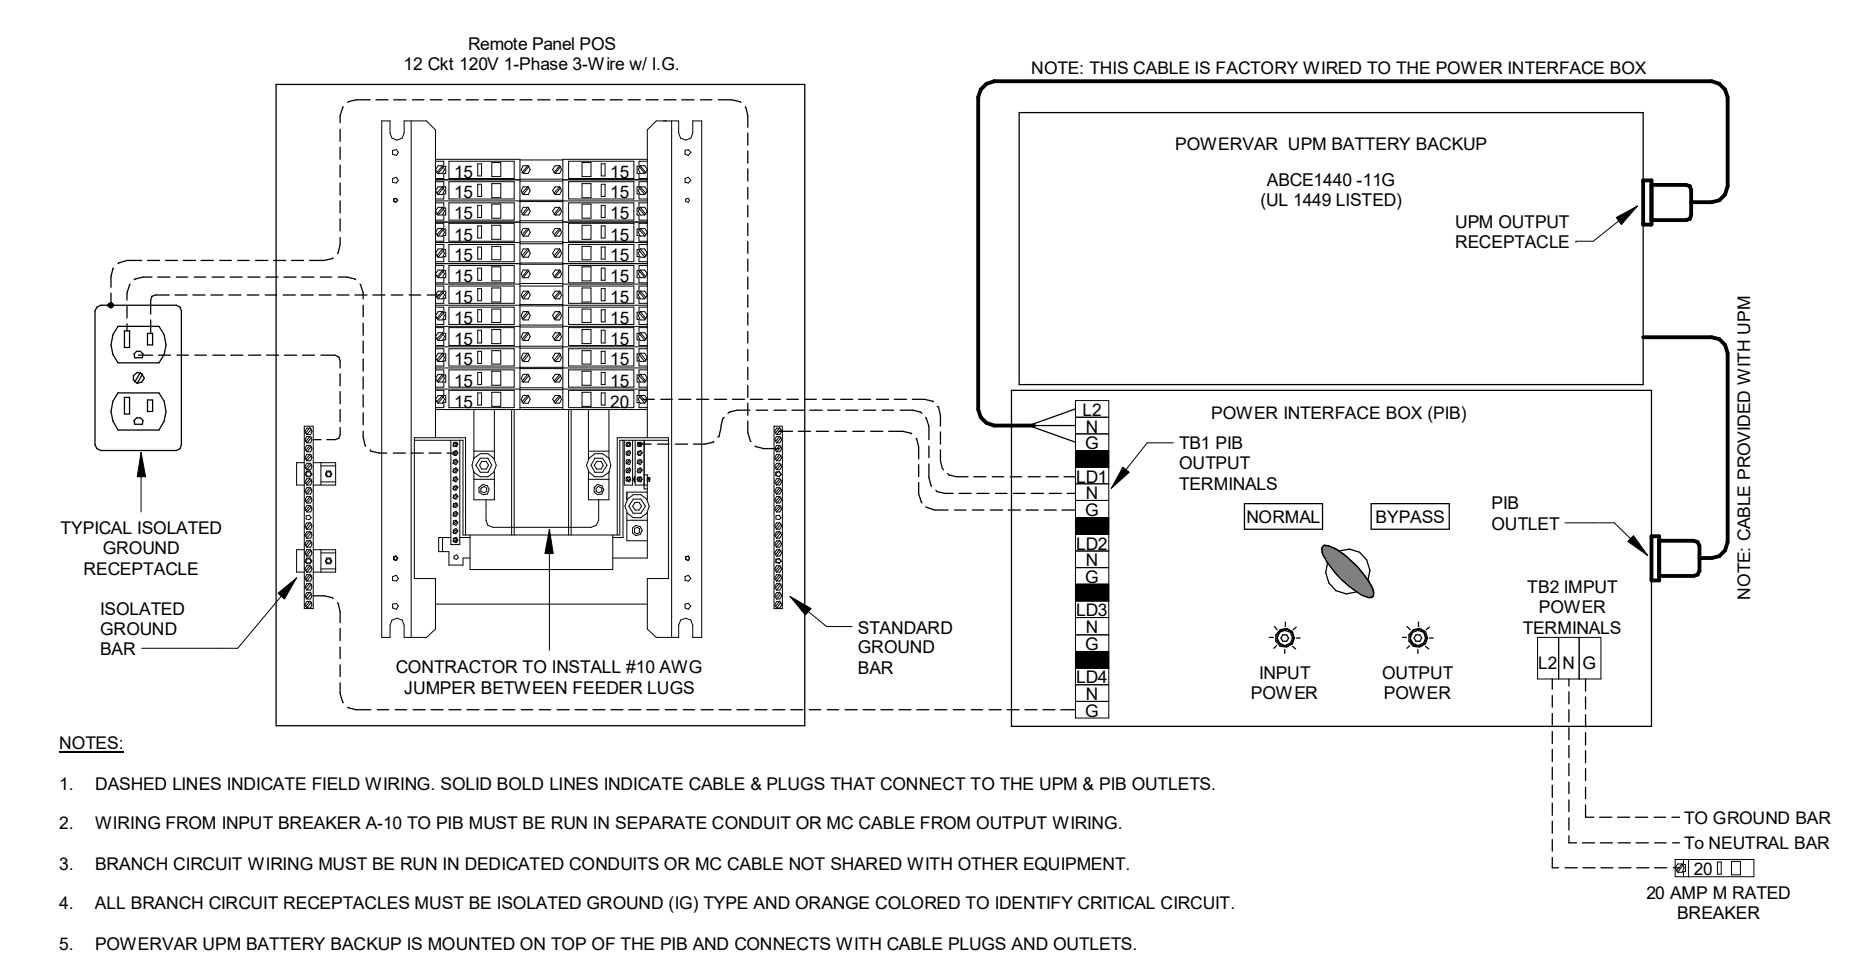 Remote Panel POS
12 Ckt 120V 1-Phase 3-Wire w/ I.G.
NOTE: THIS CABLE IS FACTORY WIRED TO THE POWER INTERFACE BOX
POWERVAR UPM BATTERY BACKUP
ABCE1440 -11G
(UL 1449 LISTED)
UPM OUTPUT
RECEPTACLE
NOTE: CABLE PROVIDED WITH UPM
15 15
15 15
15 15
15 15
15 15
15 15
15 15
15 15
15 15
15 15
15 15
15 20
POWER INTERFACE BOX (PIB)
L2
N
G
LD1
N
G
LD2
N
G
LD3
N
G
LD4
N
G
TB1 PIB
OUTPUT
TERMINALS
NORMAL
BYPASS
PIB
OUTLET
INPUT
POWER
OUTPUT
POWER
TB2 IMPUT
POWER
TERMINALS
L2 N G
TYPICAL ISOLATED
GROUND
RECEPTACLE
ISOLATED
GROUND
BAR
STANDARD
GROUND
BAR
CONTRACTOR TO INSTALL #10 AWG
JUMPER BETWEEN FEEDER LUGS
TO GROUND BAR
To NEUTRAL BAR
20
20 AMP M RATED
BREAKER
NOTES:
1. DASHED LINES INDICATE FIELD WIRING. SOLID BOLD LINES INDICATE CABLE & PLUGS THAT CONNECT TO THE UPM & PIB OUTLETS.
2. WIRING FROM INPUT BREAKER A-10 TO PIB MUST BE RUN IN SEPARATE CONDUIT OR MC CABLE FROM OUTPUT WIRING.
3. BRANCH CIRCUIT WIRING MUST BE RUN IN DEDICATED CONDUITS OR MC CABLE NOT SHARED WITH OTHER EQUIPMENT.
4. ALL BRANCH CIRCUIT RECEPTACLES MUST BE ISOLATED GROUND (IG) TYPE AND ORANGE COLORED TO IDENTIFY CRITICAL CIRCUIT.
5. POWERVAR UPM BATTERY BACKUP IS MOUNTED ON TOP OF THE PIB AND CONNECTS WITH CABLE PLUGS AND OUTLETS.